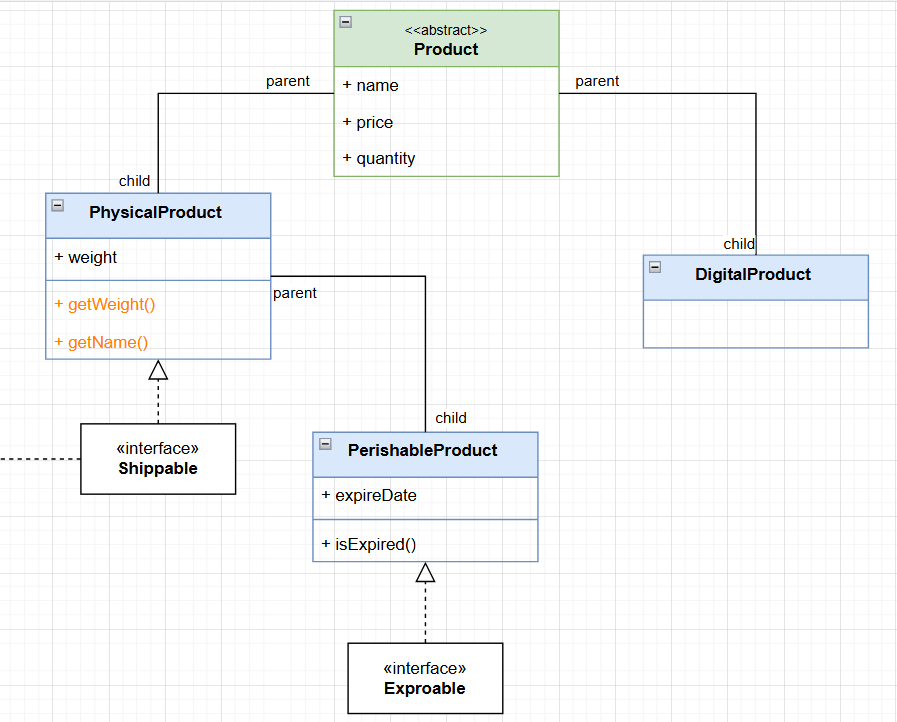 <<abstract>>
Product
parent
parent
+ name
+ price
+ quantity
child
PhysicalProduct
+ weight
+ getWeight()
+ getName()
child
DigitalProduct
parent
child
«interface»
Shippable
PerishableProduct
+ expireDate
+ isExpired()
«interface»
Exproable